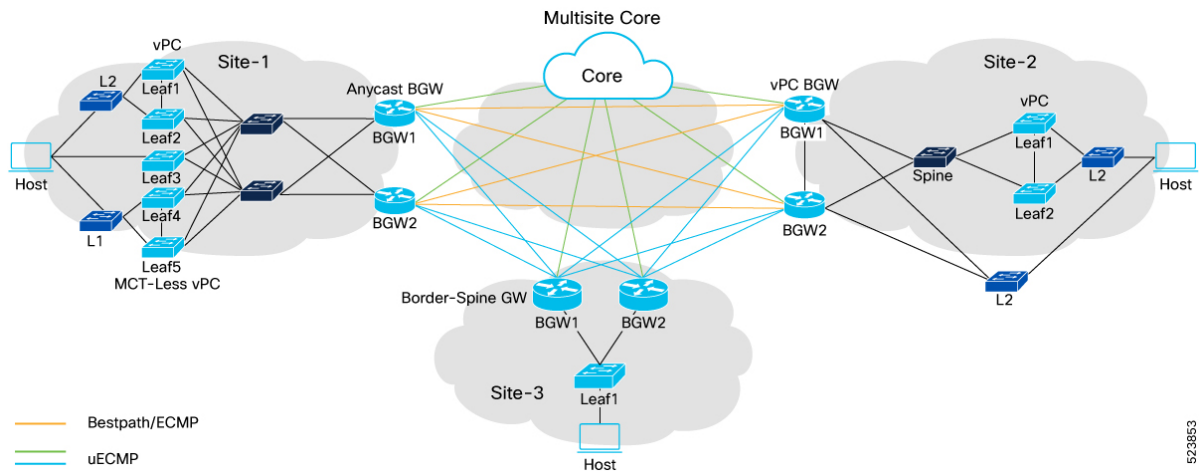 Multisite Core
Core
Site-1
vPC
L2
Leaf1
Leaf2
Leaf3
Leaf4
Leaf5
MCT-Less vPC
Host
L1
Anycast BGW
BGW1
BGW2
vPC BGW
BGW1
BGW2
Site-2
vPC
Leaf1
Spine
L2
Leaf2
Host
L2
Border-Spine GW
BGW1
BGW2
Site-3
Leaf1
Host
Bestpath/ECMP
uECMP
523853